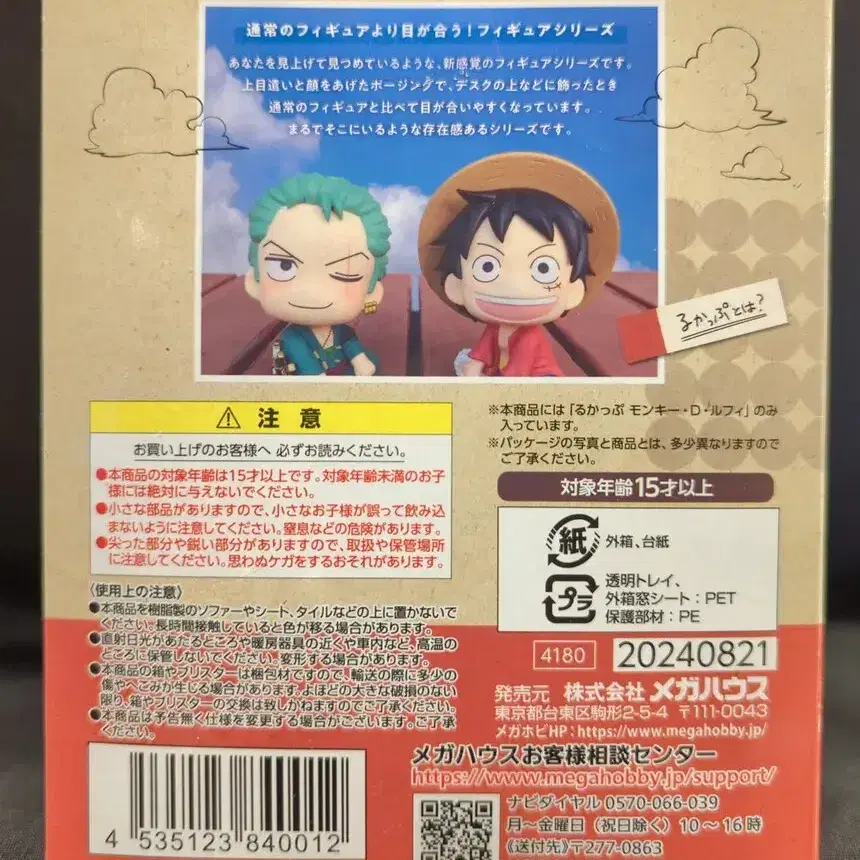 通常のフィギュアより目が合う！フィギュアシリーズ
あなたを見上げて見つめているような、新感覚のフィギュアシリーズです。
上目遣いと顔をあげたポージングで、デスクの上などに飾ったとき
通常のフィギュアと比べて目が合いやすくなっています。
まるでそこにいるような存在感あるシリーズです。
るかっぷとは?
注意
お買い上げのお客様へ 必ずお読みください。
●本商品の対象年齢は15才以上です。対象年齢未満のお子
様には絶対に与えないでください。
●小さな部品がありますので、小さなお子様が誤って飲み込
まないように注意してください。窒息などの危険があります。
●尖った部分や鋭い部分がありますので、取扱や保管場所
に注意してください。思わぬケガをするおそれがあります。
〈使用上の注意〉
●本商品を樹脂製のソファーやシート、タイルなどの上に置かないで
ください。長時間接触していると色が移る場合があります。
●直射日光があたるところや暖房器具の近くや車内など、高温の
ところに保管しないでください。変形する場合があります。
●本商品の箱やブリスターは梱包材ですので、輸送の際に多少の
傷やへこみが生じる場合があります。よほどの大きな破損のない
限り、箱やブリスターの交換は致しかねますのでご了承ください。
●本商品は予告無く仕様を変更する場合がございます。ご了承
ください。
※本商品には「るかっぷ モンキー・D・ルフィ」のみ
入っています。
※パッケージの写真と商品とは、多少異なりますので
ご了承ください。
対象年齢15才以上
紙 外箱、台紙
プラ 透明トレイ、
外箱窓シート：PET
保護部材：PE
4180 20240821
発売元 株式会社 メガハウス
東京都台東区駒形2-5-4 〒111-0043
メガホビHP：https://www.megahobby.jp/
メガハウスお客様相談センター
https://www.megahobby.jp/support/
ナビダイヤル 0570-066-039
月〜金曜日（祝日除く）10〜16時
《送付先》〒277-0863
4 535123 840012